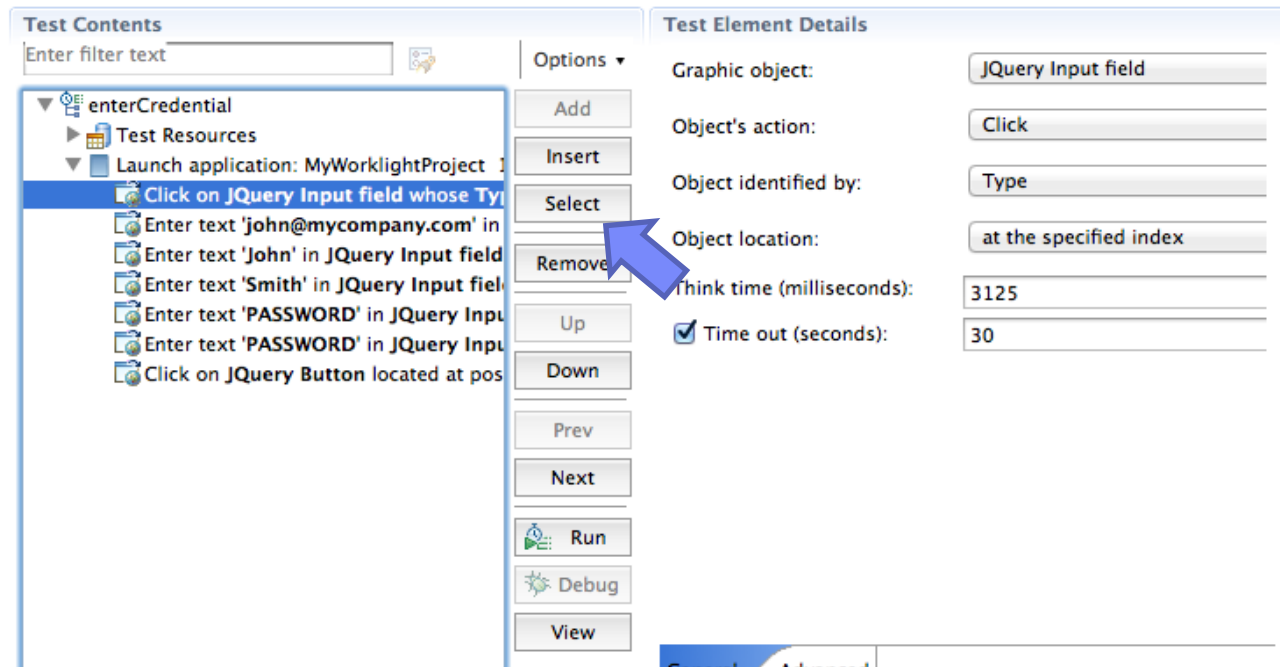 Test Contents
Enter filter text
Options
enterCredential
Test Resources
Launch application: MyWorklightProject
Click on JQuery Input field whose
Enter text 'john@mycompany.com' in
Enter text 'John' in JQuery Input field
Enter text 'Smith' in JQuery Input
Enter text 'PASSWORD' in JQuery
Enter text 'PASSWORD' in JQuery
Click on JQuery Button located at
Add
Insert
Select
Remove
Up
Down
Prev
Next
Run
Debug
View
Test Element Details
Graphic object: JQuery Input field
Object's action: Click
Object identified by: Type
Object location: at the specified index
Think time (milliseconds): 3125
Time out (seconds): 30